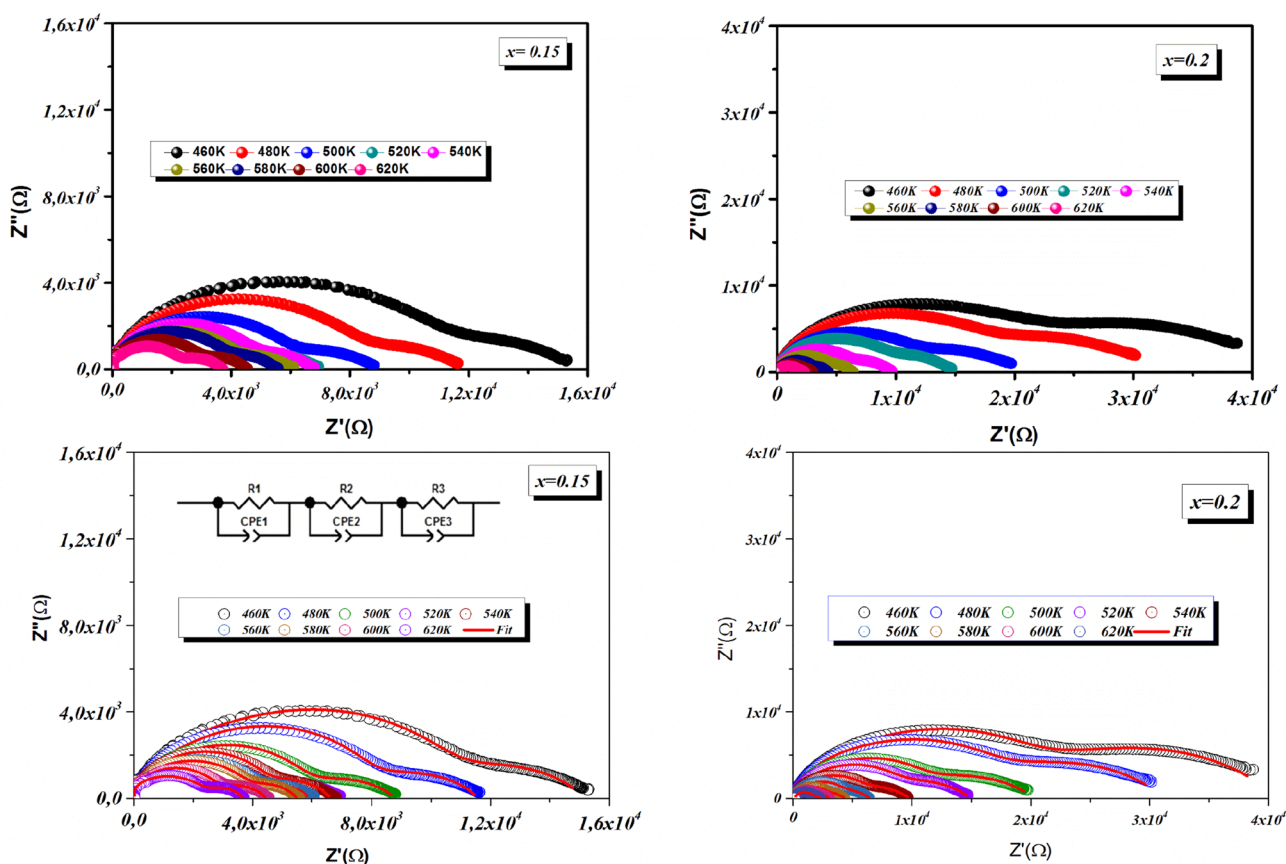 1,6x10⁴
1,2x10⁴
8,0x10³
4,0x10³
0,0
Z''(Ω)
x= 0.15
460K 480K 500K 520K 540K
560K 580K 600K 620K
0,0 4,0x10³ 8,0x10³ 1,2x10⁴ 1,6x10⁴
Z'(Ω)
4x10⁴
3x10⁴
2x10⁴
1x10⁴
0
Z''(Ω)
x=0.2
460K 480K 500K 520K 540K
560K 580K 600K 620K
0 1x10⁴ 2x10⁴ 3x10⁴ 4x10⁴
Z'(Ω)
1,6x10⁴
1,2x10⁴
8,0x10³
4,0x10³
0,0
Z''(Ω)
x=0.15
R1 R2 R3
CPE1 CPE2 CPE3
460K 480K 500K 520K 540K
560K 580K 600K 620K Fit
0,0 4,0x10³ 8,0x10³ 1,2x10⁴ 1,6x10⁴
Z'(Ω)
4x10⁴
3x10⁴
2x10⁴
1x10⁴
0
Z''(Ω)
x=0.2
460K 480K 500K 520K 540K
560K 580K 600K 620K Fit
0 1x10⁴ 2x10⁴ 3x10⁴ 4x10⁴
Z'(Ω)